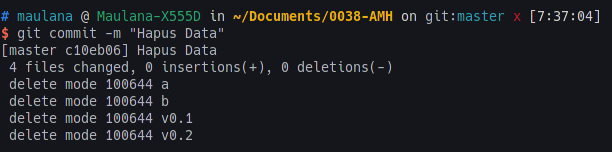 # maulana @ Maulana-X555D in ~/Documents/0038-AMH on git:master x [7:37:04]
$ git commit -m "Hapus Data"
[master c10eb06] Hapus Data
 4 files changed, 0 insertions(+), 0 deletions(-)
 delete mode 100644 a
 delete mode 100644 b
 delete mode 100644 v0.1
 delete mode 100644 v0.2